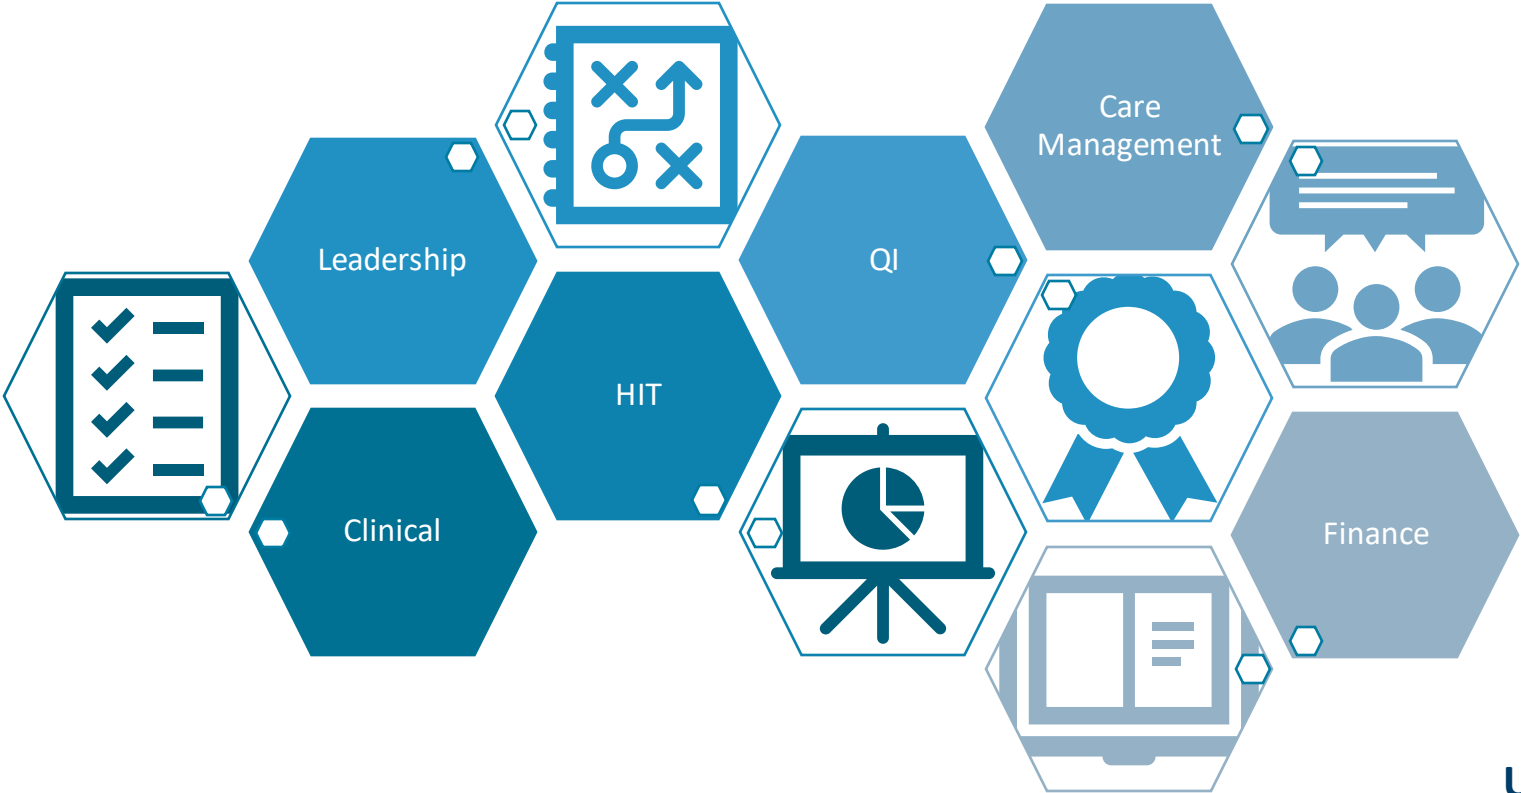 Care
Management
Leadership
QI
HIT
Clinical
Finance